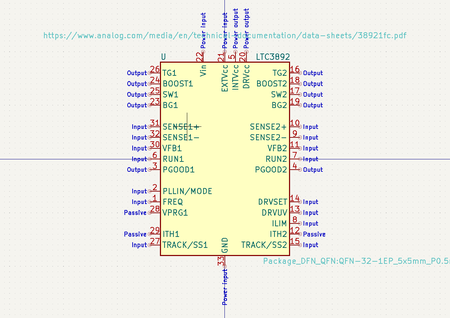 https://www.analog.com/media/en/technical-documentation/data-sheets/38921fc.pdf
Power input
Power input
Power output
Power output
22
21
5
20
U
LTC3892
Vin
EXTVcc
INTVcc
DRVcc
Output 26 TG1
Output 24 BOOST1
Output 25 SW1
Output 23 BG1
Input 31 SENSE1+
Input 32 SENSE1-
Input 30 VFB1
Input 6 RUN1
Output 3 PGOOD1
Input 2 PLLIN/MODE
Input 1 FREQ
Passive 28 VPRG1
Passive 29 ITH1
Input 27 TRACK/SS1
TG2 16 Output
BOOST2 18 Output
SW2 17 Output
BG2 19 Output
SENSE2+ 10 Input
SENSE2- 9 Input
VFB2 11 Input
RUN2 7 Input
PGOOD2 4 Output
DRVSET 14 Input
DRVUV 13 Input
ILIM 8 Input
ITH2 12 Passive
TRACK/SS2 15 Input
GND
33
Power input
Package_DFN_QFN:QFN-32-1EP_5x5mm_P0.5